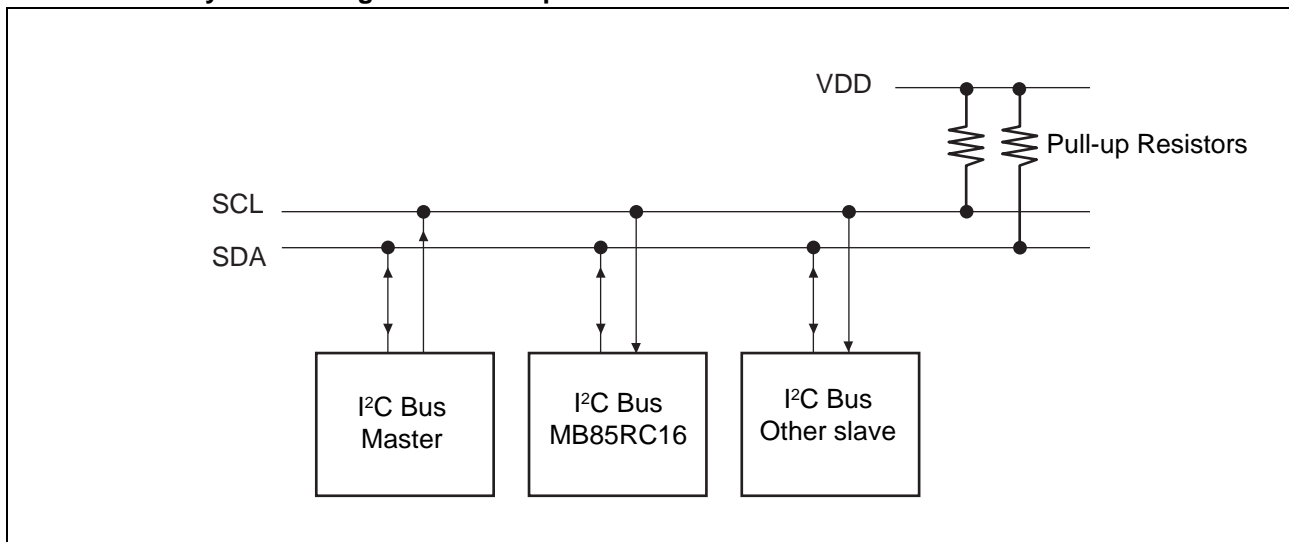 VDD
Pull-up Resistors
SCL
SDA
I²C Bus
Master
I²C Bus
MB85RC16
I²C Bus
Other slave